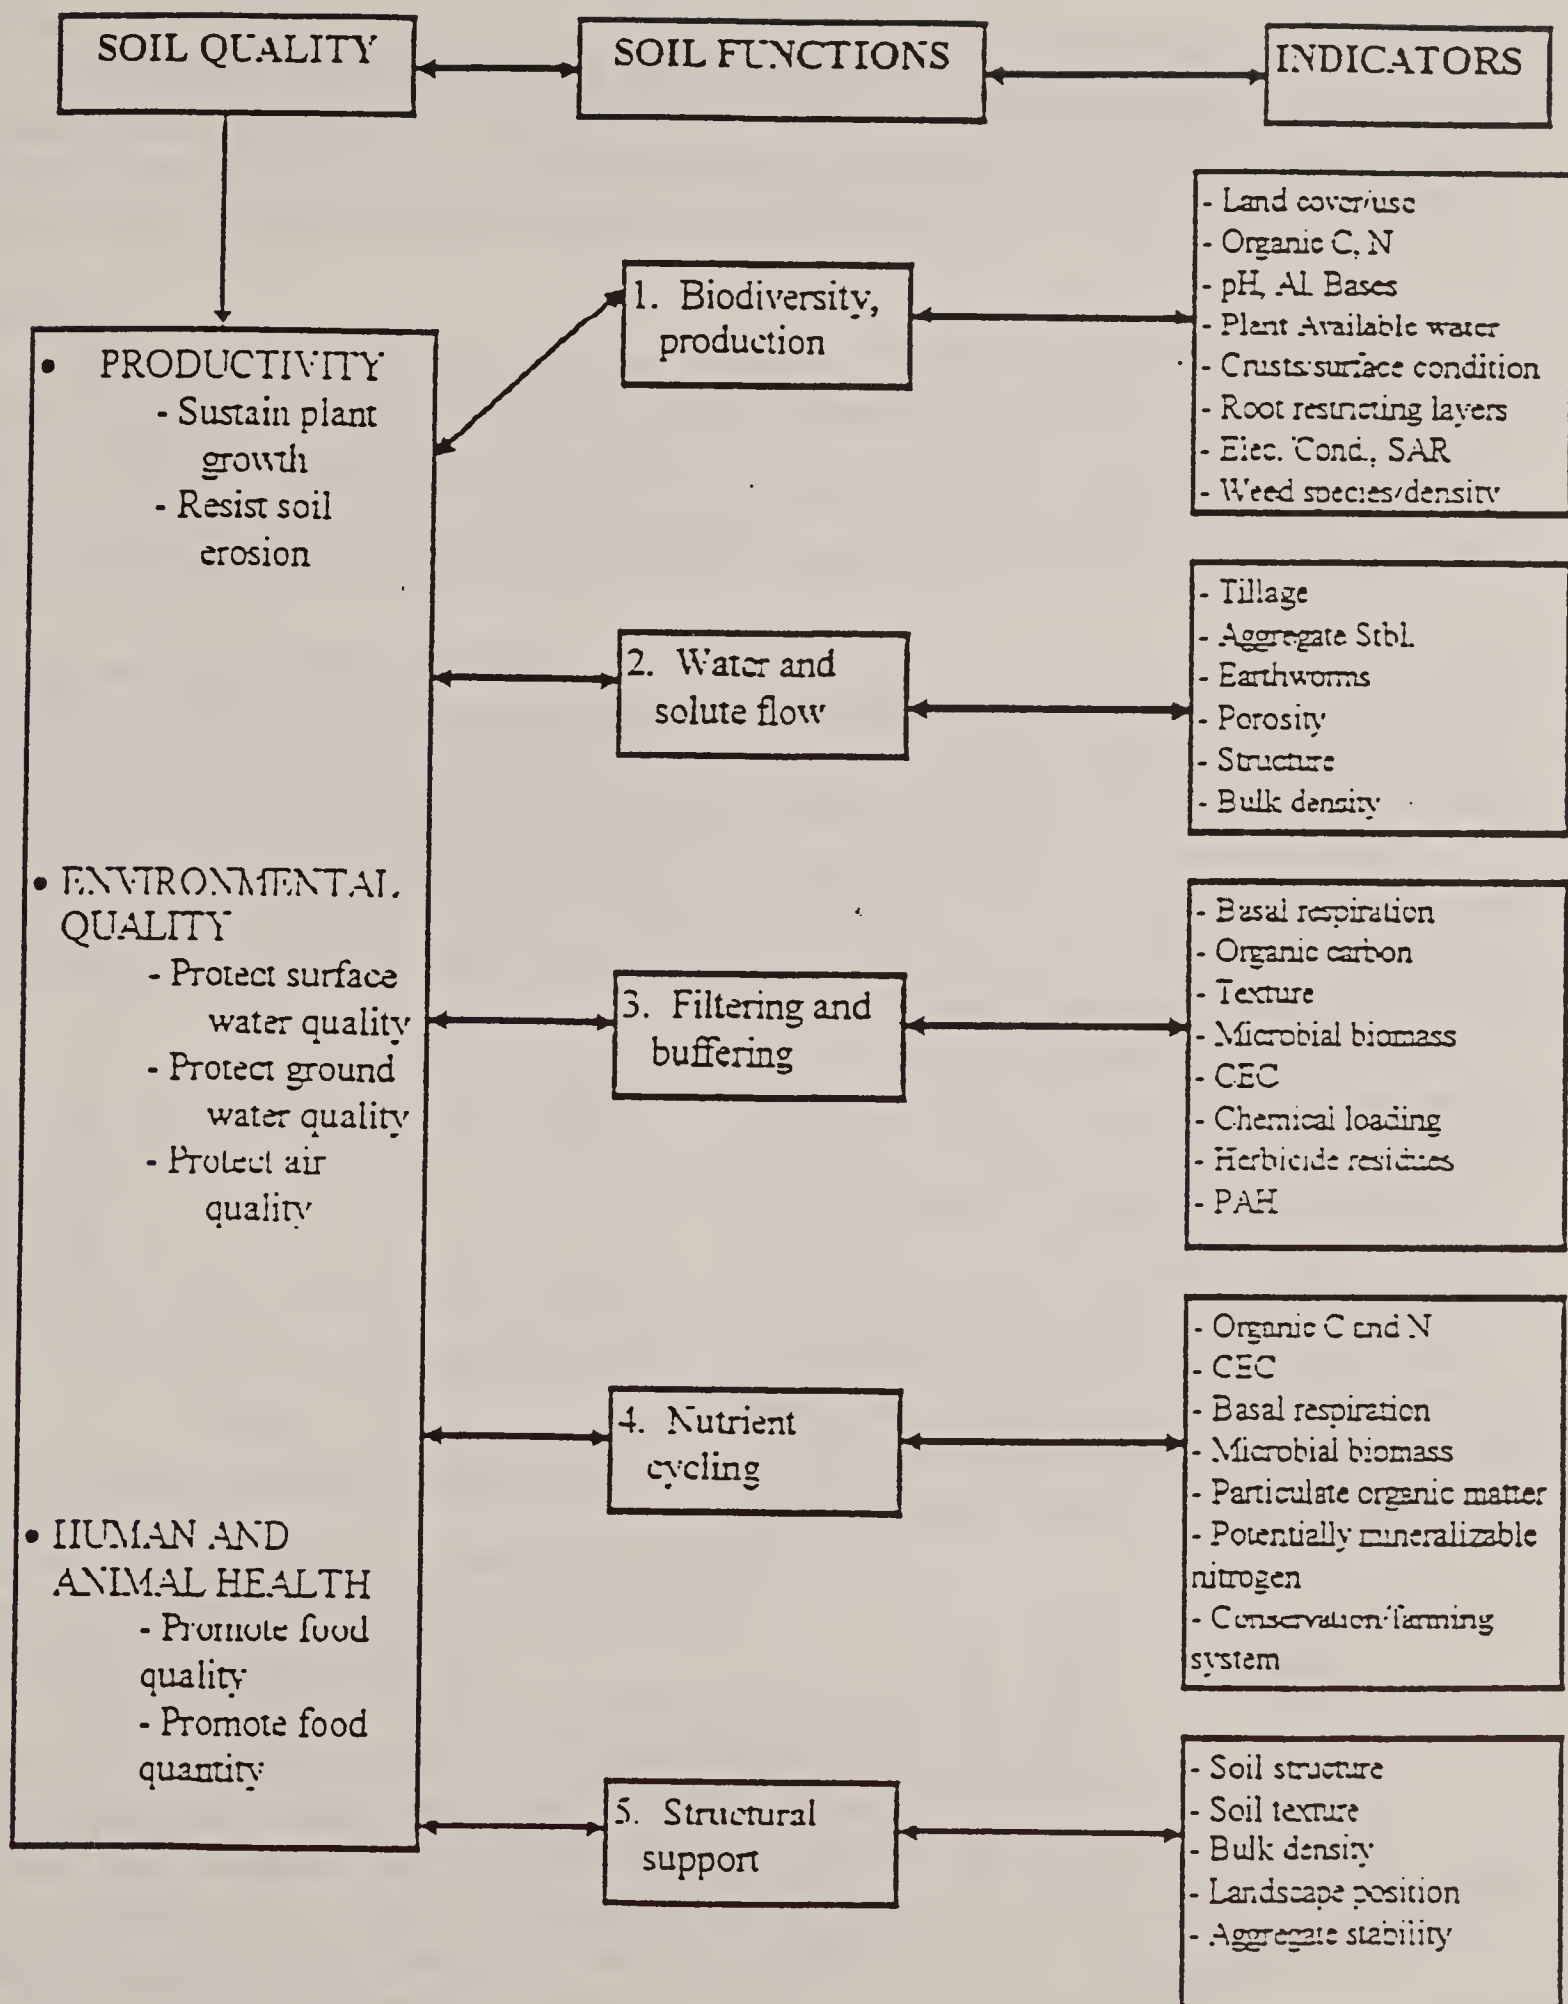 SOIL QUALITY
SOIL FUNCTIONS
INDICATORS
• PRODUCTIVITY
- Sustain plant
growth
- Resist soil
erosion
• ENVIRONMENTAL
QUALITY
- Protect surface
water quality
- Protect ground
water quality
- Protect air
quality
• HUMAN AND
ANIMAL HEALTH
- Promote food
quality
- Promote food
quantity
1. Biodiversity,
production
2. Water and
solute flow
3. Filtering and
buffering
4. Nutrient
cycling
5. Structural
support
- Land cover/use
- Organic C, N
- pH, Al. Bases
- Plant Available water
- Crusts/surface condition
- Root restricting layers
- Elec. Cond., SAR
- Weed species/density
- Tillage
- Aggregate Stbl.
- Earthworms
- Porosity
- Structure
- Bulk density
- Basal respiration
- Organic carbon
- Texture
- Microbial biomass
- CEC
- Chemical loading
- Herbicide residues
- PAH
- Organic C and N
- CEC
- Basal respiration
- Microbial biomass
- Particulate organic matter
- Potentially mineralizable
nitrogen
- Conservation/farming
system
- Soil structure
- Soil texture
- Bulk density
- Landscape position
- Aggregate stability